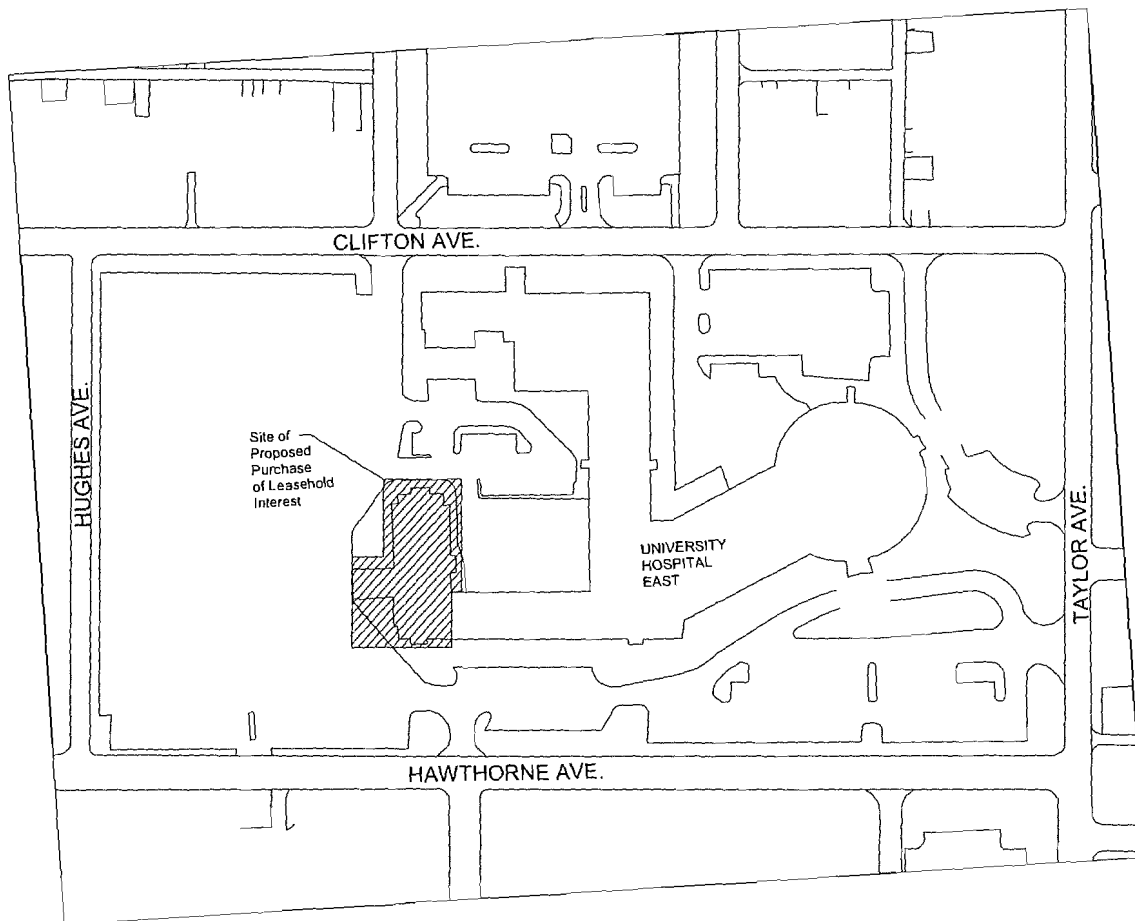 CLIFTON AVE.
HUGHES AVE.
Site of
Proposed
Purchase
of Leasehold
Interest
UNIVERSITY
HOSPITAL
EAST
TAYLOR AVE.
HAWTHORNE AVE.